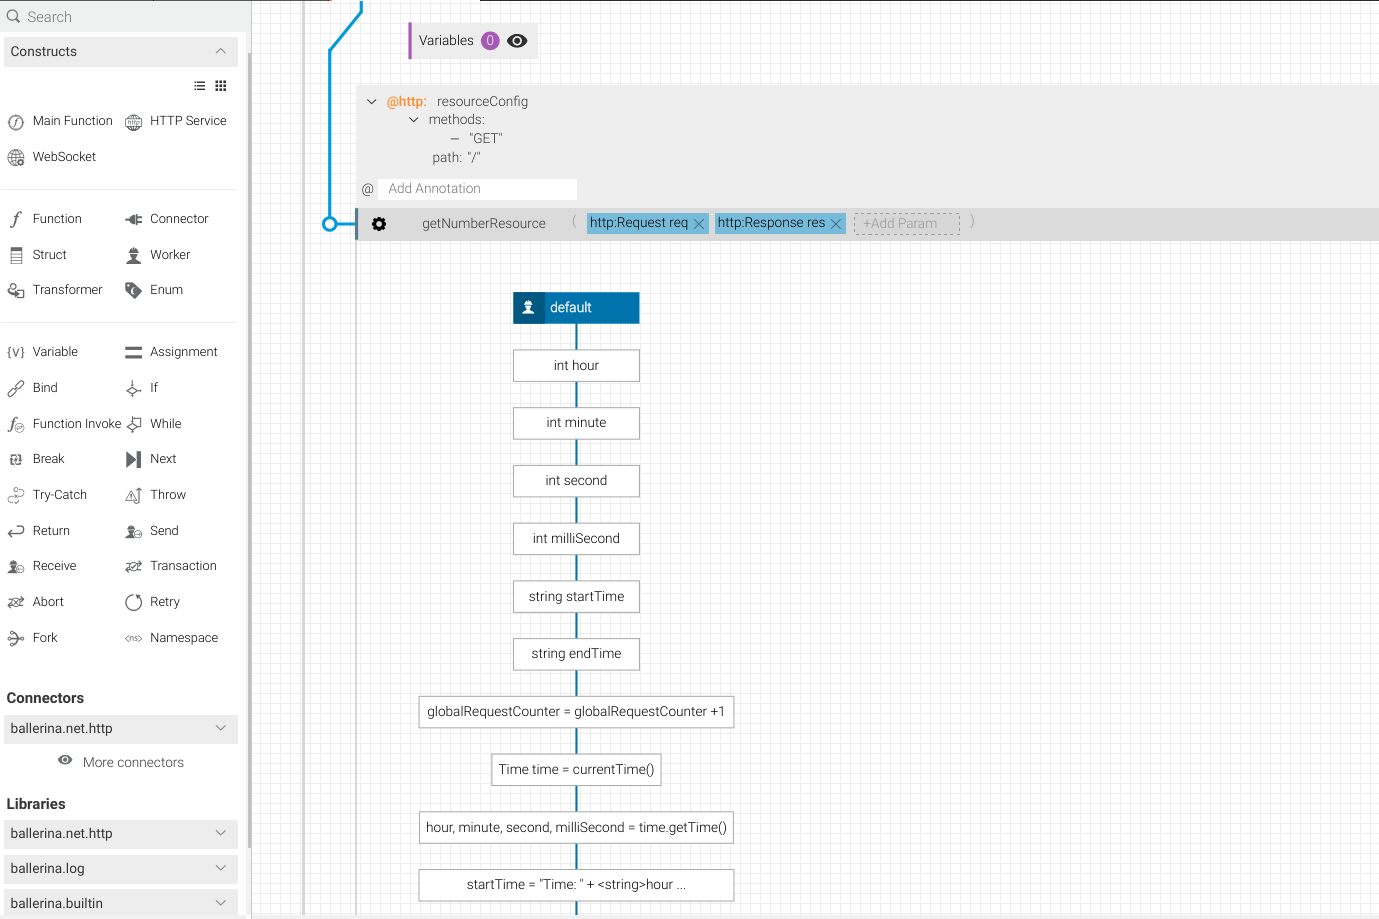 Search
Constructs
Main Function
HTTP Service
WebSocket
Function
Connector
Struct
Worker
Transformer
Enum
{V} Variable
Assignment
Bind
If
Function Invoke
While
Break
Next
Try-Catch
Throw
Return
Send
Receive
Transaction
Abort
Retry
Fork
<ns> Namespace
Connectors
ballerina.net.http
More connectors
Libraries
ballerina.net.http
ballerina.log
ballerina.builtin
Variables 0
@http: resourceConfig
methods:
– "GET"
path: "/"
@ Add Annotation
getNumberResource ( http:Request req http:Response res +Add Param )
default
int hour
int minute
int second
int milliSecond
string startTime
string endTime
globalRequestCounter = globalRequestCounter +1
Time time = currentTime()
hour, minute, second, milliSecond = time.getTime()
startTime = "Time: " + <string>hour ...